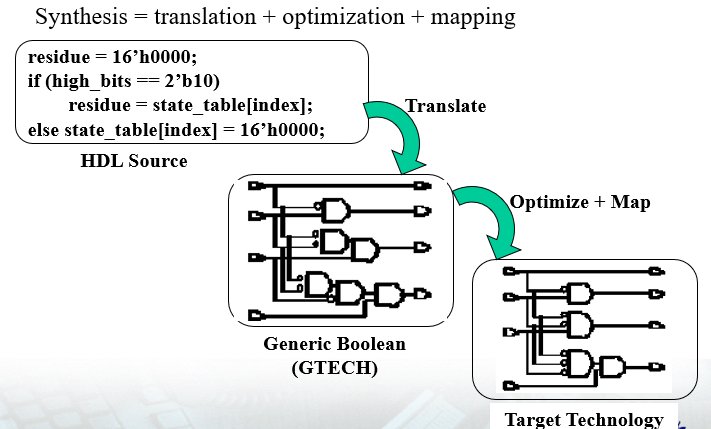 Synthesis = translation + optimization + mapping
residue = 16’h0000;
if (high_bits == 2’b10)
residue = state_table[index];
else state_table[index] = 16’h0000;
Translate
HDL Source
Optimize + Map
Generic Boolean
(GTECH)
Target Technology